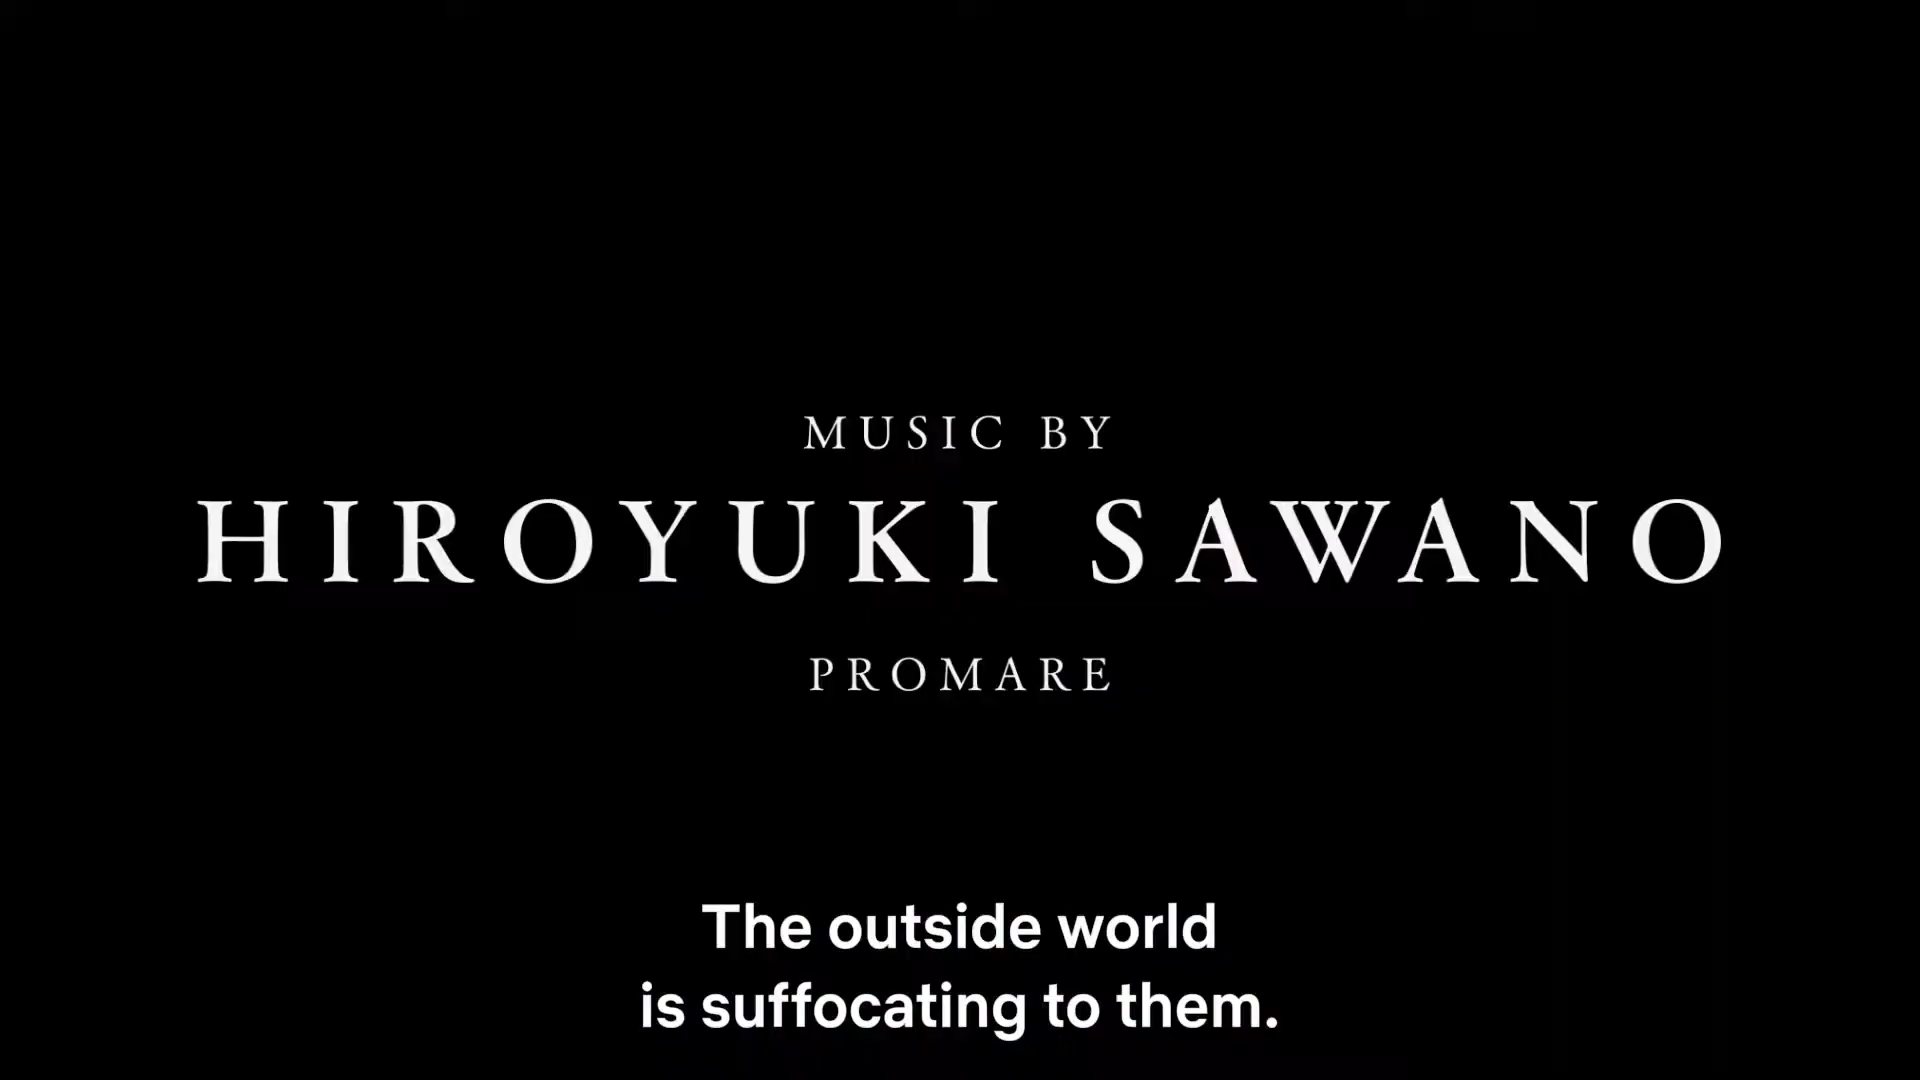 MUSIC BY
HIROYUKI SAWANO
PROMARE
The outside world
is suffocating to them.